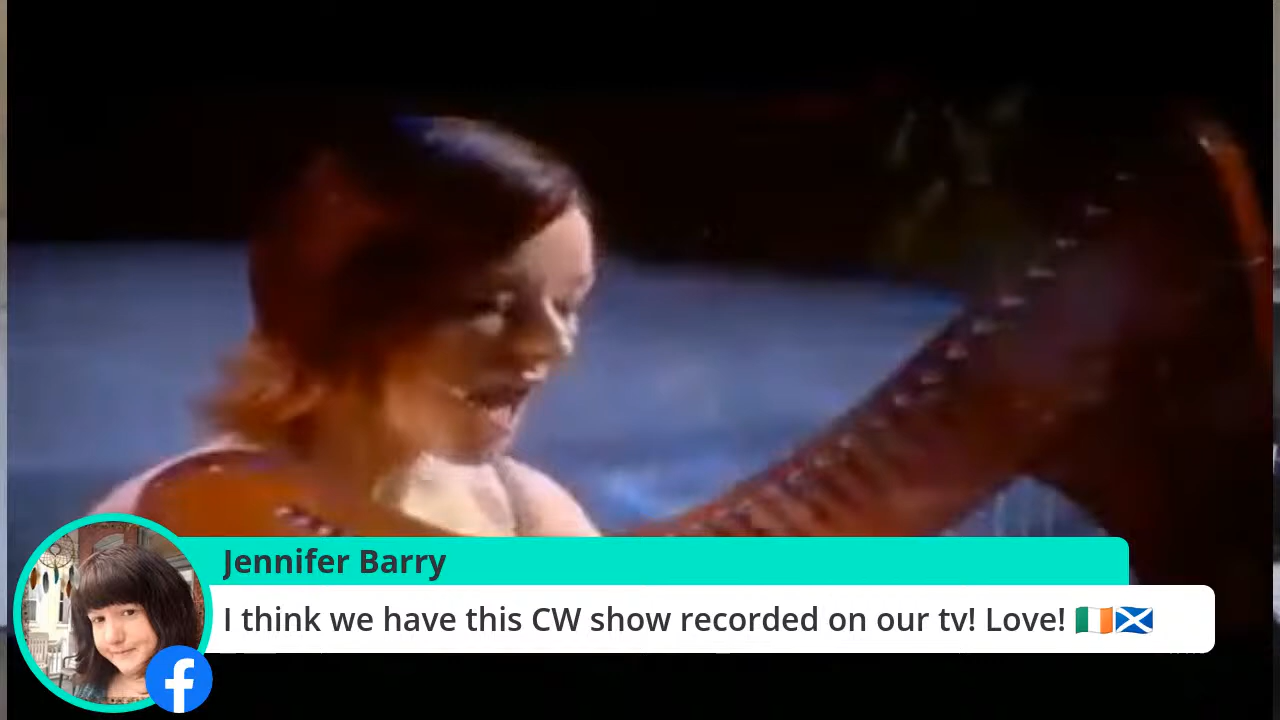 Jennifer Barry
I think we have this CW show recorded on our tv! Love! 🇮🇪🏴󠁧󠁢󠁳󠁣󠁴󠁿